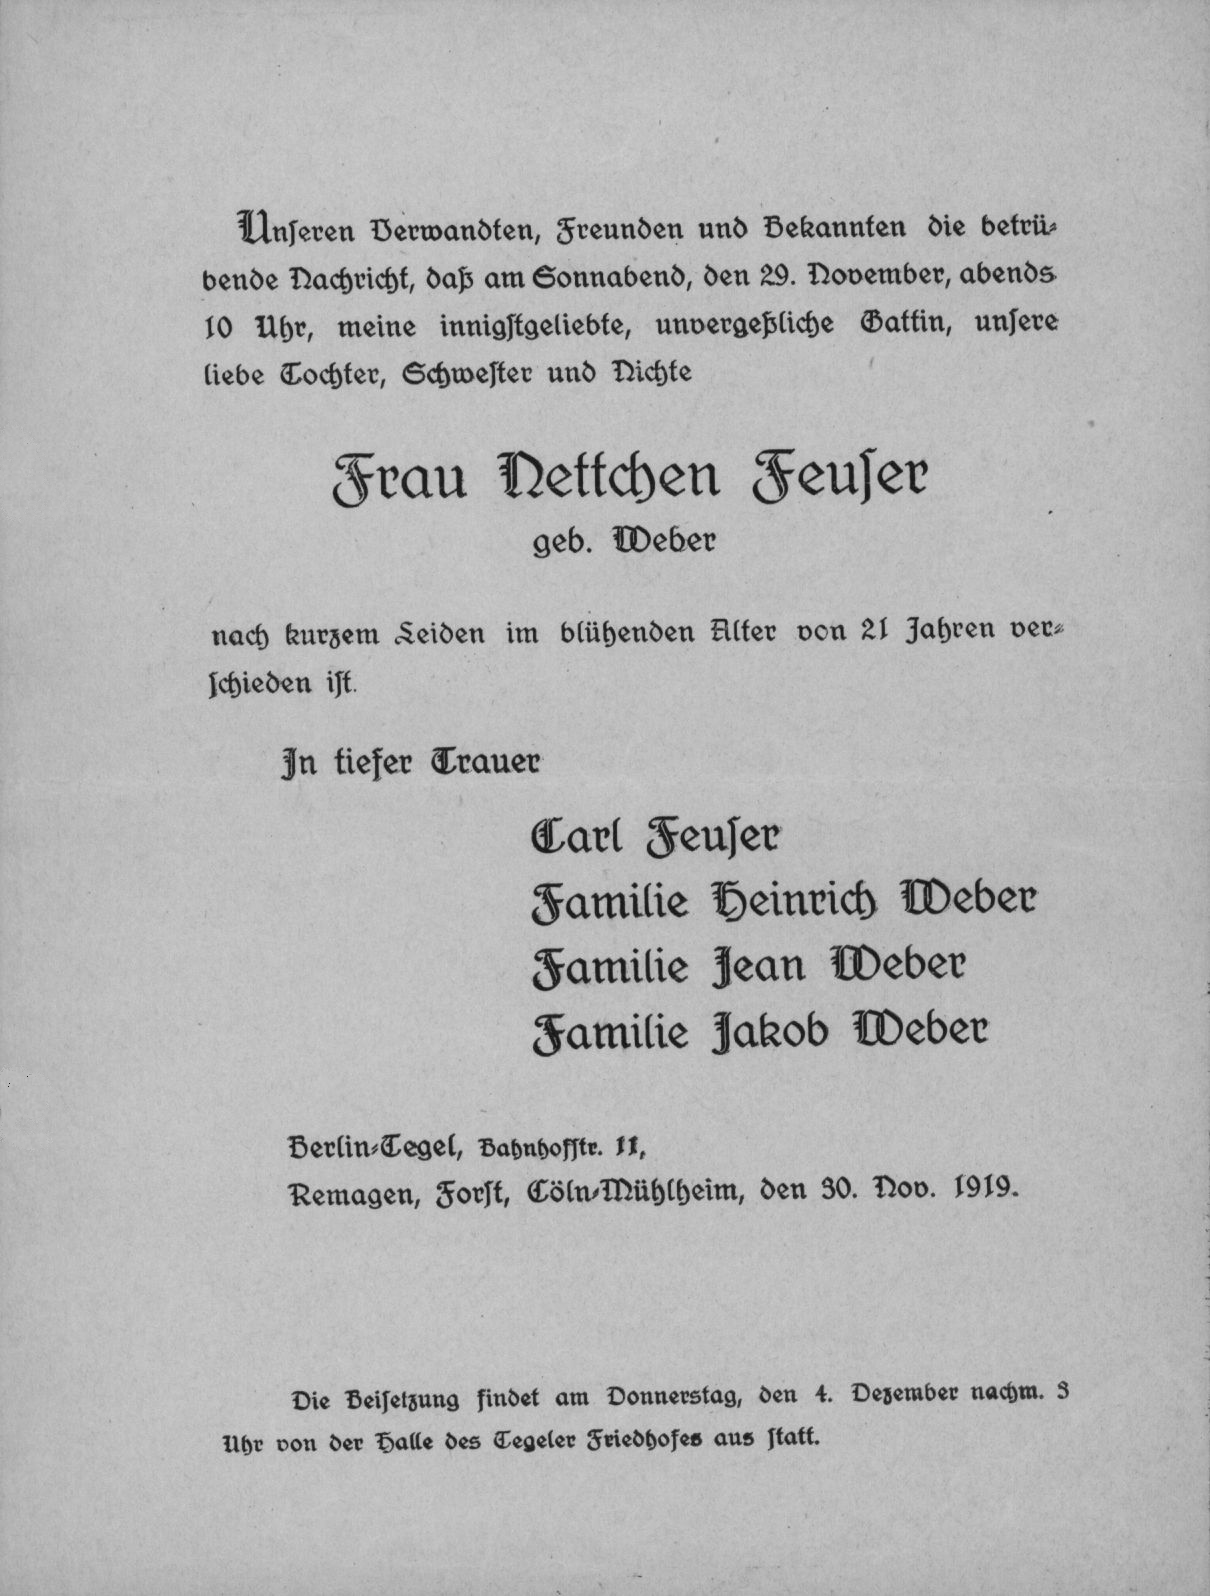 Unseren Verwandten, Freunden und Bekannten die betrü-
bende Nachricht, daß am Sonnabend, den 29. November, abends
10 Uhr, meine innigstgeliebte, unvergeßliche Gattin, unsere
liebe Tochter, Schwester und Nichte
Frau Nettchen Feuser
geb. Weber
nach kurzem Leiden im blühenden Alter von 21 Jahren ver-
schieden ist.
In tiefer Trauer
Carl Feuser
Familie Heinrich Weber
Familie Jean Weber
Familie Jakob Weber
Berlin-Tegel, Bahnhofstr. 11,
Remagen, Forst, Cöln-Mühlheim, den 30. Nov. 1919.
Die Beisetzung findet am Donnerstag, den 4. Dezember nachm. 3
Uhr von der Halle des Tegeler Friedhofes aus statt.